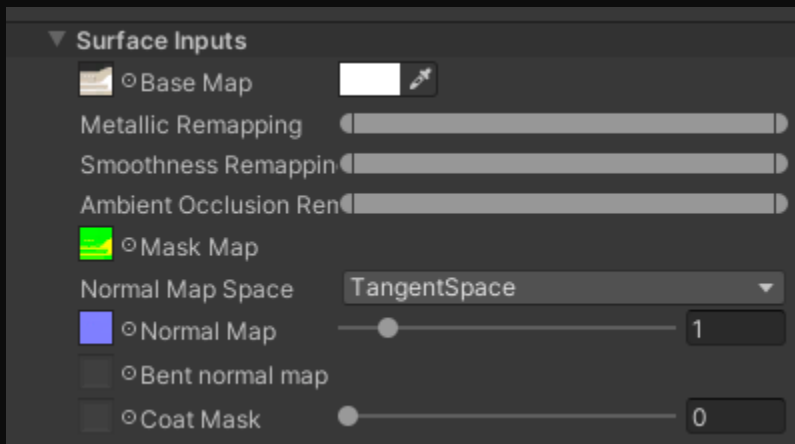 Surface Inputs
Base Map
Metallic Remapping
Smoothness Remappin
Ambient Occlusion Ren
Mask Map
Normal Map Space TangentSpace
Normal Map 1
Bent normal map
Coat Mask 0